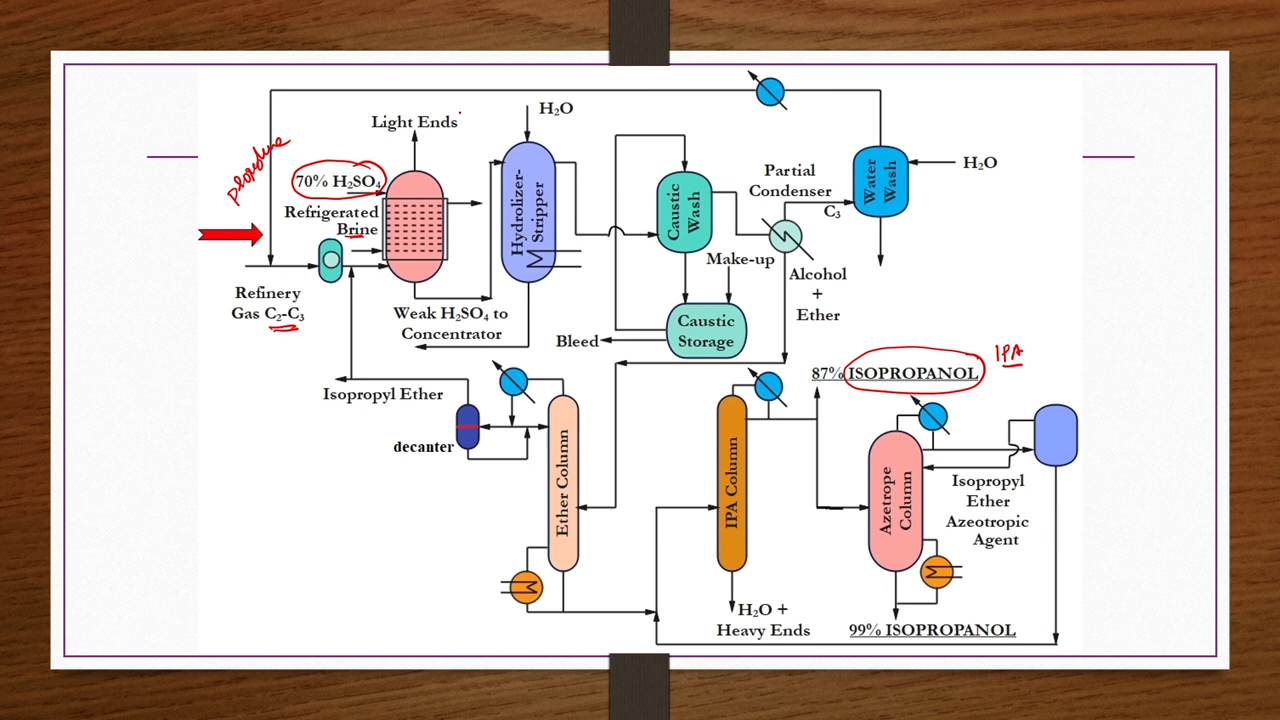 Light Ends
H₂O
propylene
70% H₂SO₄
Refrigerated
Brine
Refinery
Gas C₂-C₃
Weak H₂SO₄ to
Concentrator
Hydrolizer-
Stripper
Caustic
Wash
Partial
Condenser
C₃
Water
Wash
H₂O
Make-up
Alcohol
+
Ether
Caustic
Storage
Bleed
Isopropyl Ether
decanter
Ether Column
IPA Column
87% ISOPROPANOL
IPA
Azetrope
Column
Isopropyl
Ether
Azeotropic
Agent
H₂O +
Heavy Ends
99% ISOPROPANOL